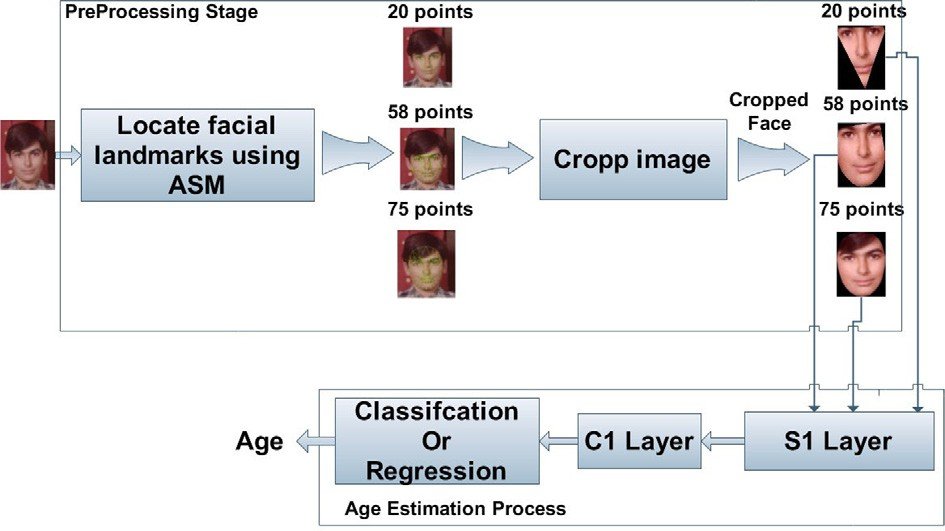 PreProcessing Stage
20 points
20 points
58 points
Cropped
Face
58 points
Locate facial
landmarks using
ASM
Cropp image
75 points
75 points
Age
Classifcation
Or
Regression
C1 Layer
S1 Layer
Age Estimation Process